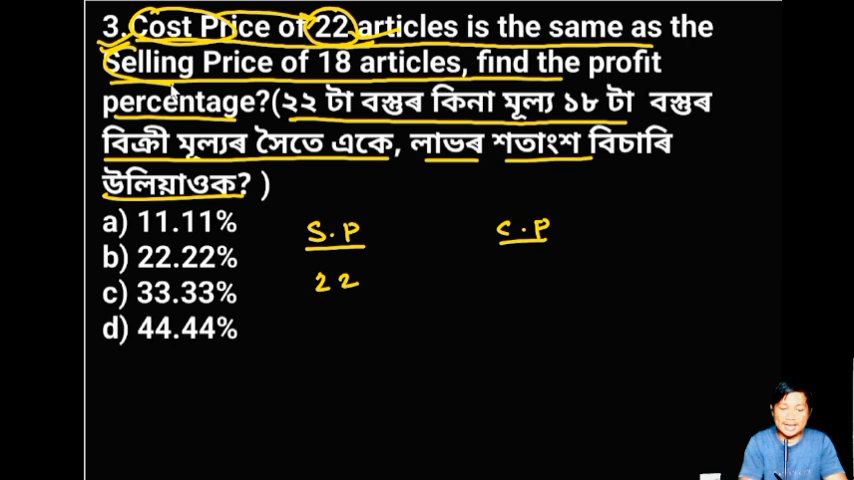 3. Cost Price of 22 articles is the same as the
Selling Price of 18 articles, find the profit
percentage?(২২ টা বস্তুৰ কিনা মূল্য ১৮ টা বস্তুৰ
বিক্ৰী মূল্যৰ সৈতে একে, লাভৰ শতাংশ বিচাৰি
উলিয়াওক? )
a) 11.11%
b) 22.22%
c) 33.33%
d) 44.44%
S.P C.P
22